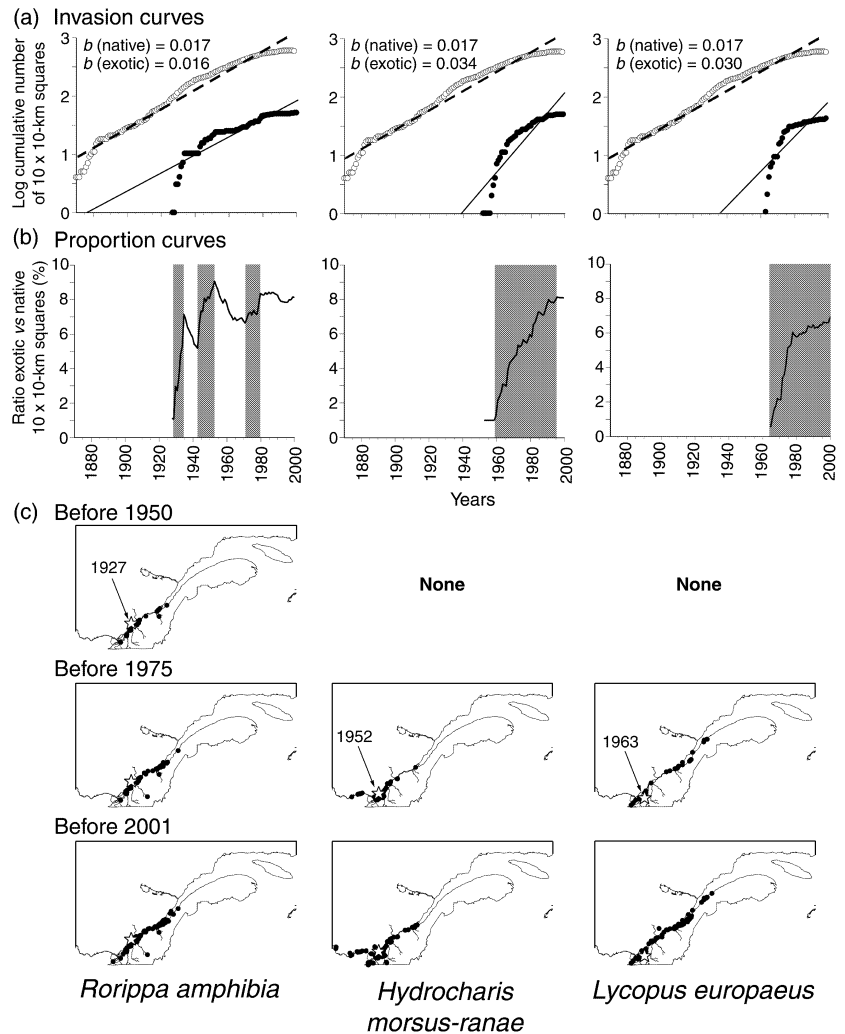 (a) Invasion curves
Log cumulative number
of 10 x 10-km squares
3
2
1
0
b (native) = 0.017
b (exotic) = 0.016
3
2
1
0
b (native) = 0.017
b (exotic) = 0.034
3
2
1
0
b (native) = 0.017
b (exotic) = 0.030
(b) Proportion curves
Ratio exotic vs native
10 x 10-km squares (%)
10
8
6
4
2
0
1880 1900 1920 1940 1960 1980 2000
10
8
6
4
2
0
1880 1900 1920 1940 1960 1980 2000
10
8
6
4
2
0
1880 1900 1920 1940 1960 1980 2000
Years
(c) Before 1950
1927
None
None
Before 1975
1952
1963
Before 2001
Rorippa amphibia
Hydrocharis
morsus-ranae
Lycopus europaeus